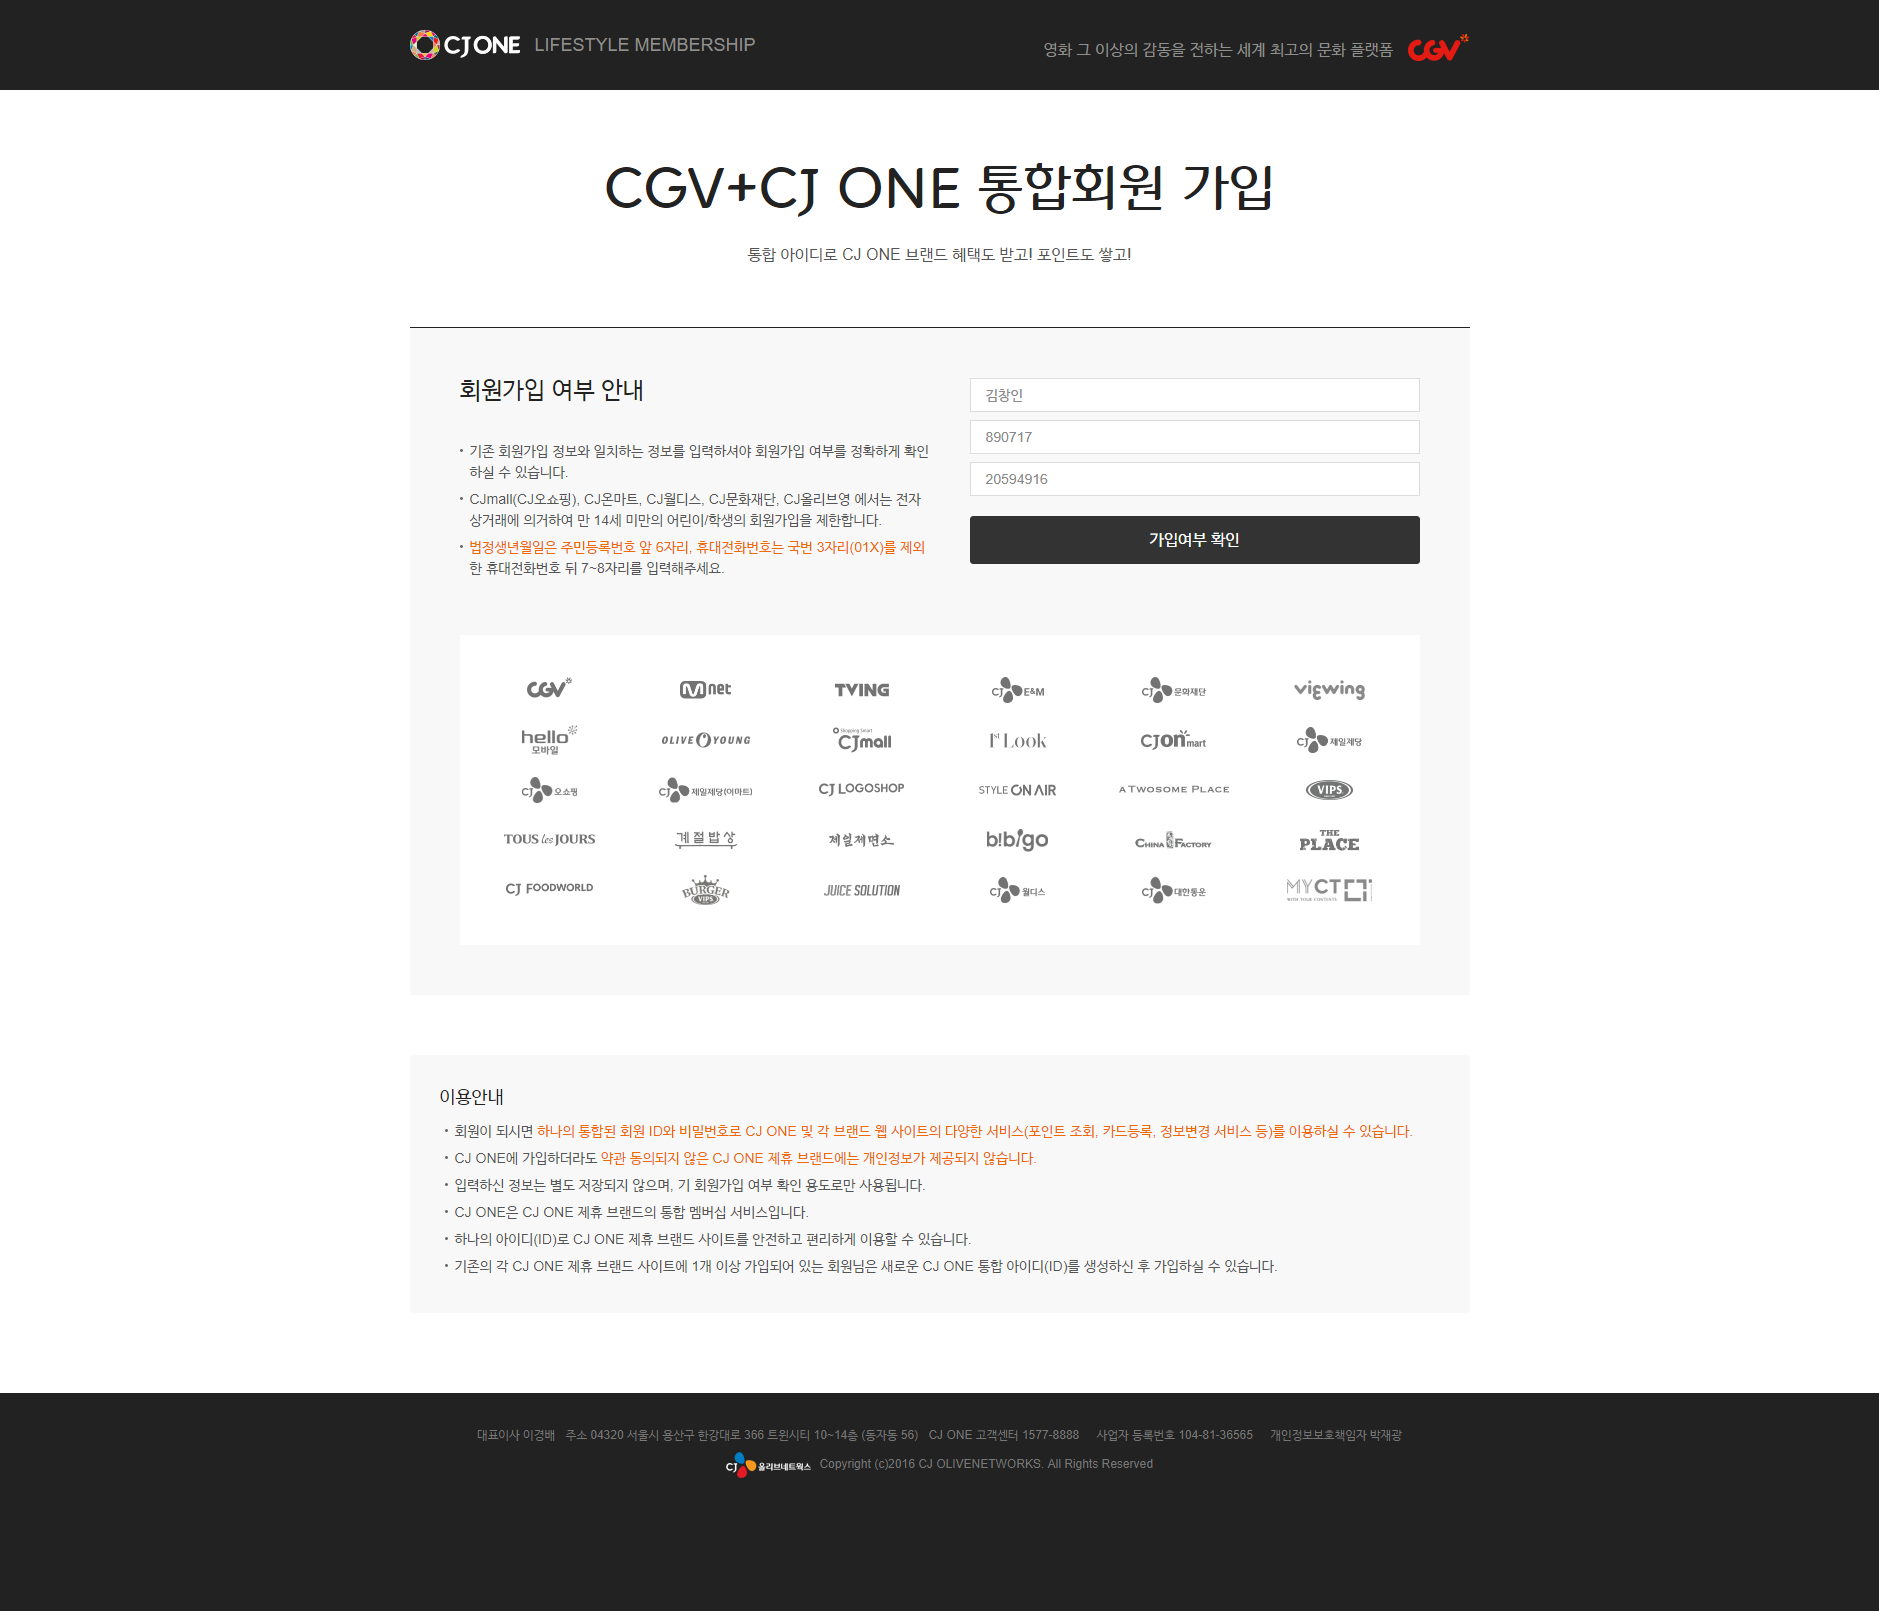 CJ ONE LIFESTYLE MEMBERSHIP
영화 그 이상의 감동을 전하는 세계 최고의 문화 플랫폼 CGV
CGV+CJ ONE 통합회원 가입
통합 아이디로 CJ ONE 브랜드 혜택도 받고! 포인트도 쌓고!
회원가입 여부 안내
• 기존 회원가입 정보와 일치하는 정보를 입력하셔야 회원가입 여부를 정확하게 확인
하실 수 있습니다.
• CJmall(CJ오쇼핑), CJ온마트, CJ월디스, CJ문화재단, CJ올리브영 에서는 전자
상거래에 의거하여 만 14세 미만의 어린이/학생의 회원가입을 제한합니다.
• 법정생년월일은 주민등록번호 앞 6자리, 휴대전화번호는 국번 3자리(01X)를 제외
한 휴대전화번호 뒤 7~8자리를 입력해주세요.
김창인
890717
20594916
가입여부 확인
CGV Mnet TVING CJ E&M CJ 문화재단 viewing
hello 모바일 OLIVE YOUNG Shopping Smart CJmall 1st Look CJ On mart CJ 제일제당
CJ 오쇼핑 CJ 제일제당(이마트) CJ LOGOSHOP STYLE ON AIR A TWOSOME PLACE VIPS
TOUS les JOURS 계절밥상 제일제면소 bibigo CHINA FACTORY THE PLACE
CJ FOODWORLD BURGER VIPS JUICE SOLUTION CJ 월디스 CJ 대한통운 MYCT WITH YOUR CONTENTS
이용안내
• 회원이 되시면 하나의 통합된 회원 ID와 비밀번호로 CJ ONE 및 각 브랜드 웹 사이트의 다양한 서비스(포인트 조회, 카드등록, 정보변경 서비스 등)를 이용하실 수 있습니다.
• CJ ONE에 가입하더라도 약관 동의되지 않은 CJ ONE 제휴 브랜드에는 개인정보가 제공되지 않습니다.
• 입력하신 정보는 별도 저장되지 않으며, 기 회원가입 여부 확인 용도로만 사용됩니다.
• CJ ONE은 CJ ONE 제휴 브랜드의 통합 멤버십 서비스입니다.
• 하나의 아이디(ID)로 CJ ONE 제휴 브랜드 사이트를 안전하고 편리하게 이용할 수 있습니다.
• 기존의 각 CJ ONE 제휴 브랜드 사이트에 1개 이상 가입되어 있는 회원님은 새로운 CJ ONE 통합 아이디(ID)를 생성하신 후 가입하실 수 있습니다.
대표이사 이경배 주소 04320 서울시 용산구 한강대로 366 트윈시티 10~14층 (동자동 56) CJ ONE 고객센터 1577-8888 사업자 등록번호 104-81-36565 개인정보보호책임자 박재광
CJ 올리브네트웍스 Copyright (c)2016 CJ OLIVENETWORKS. All Rights Reserved